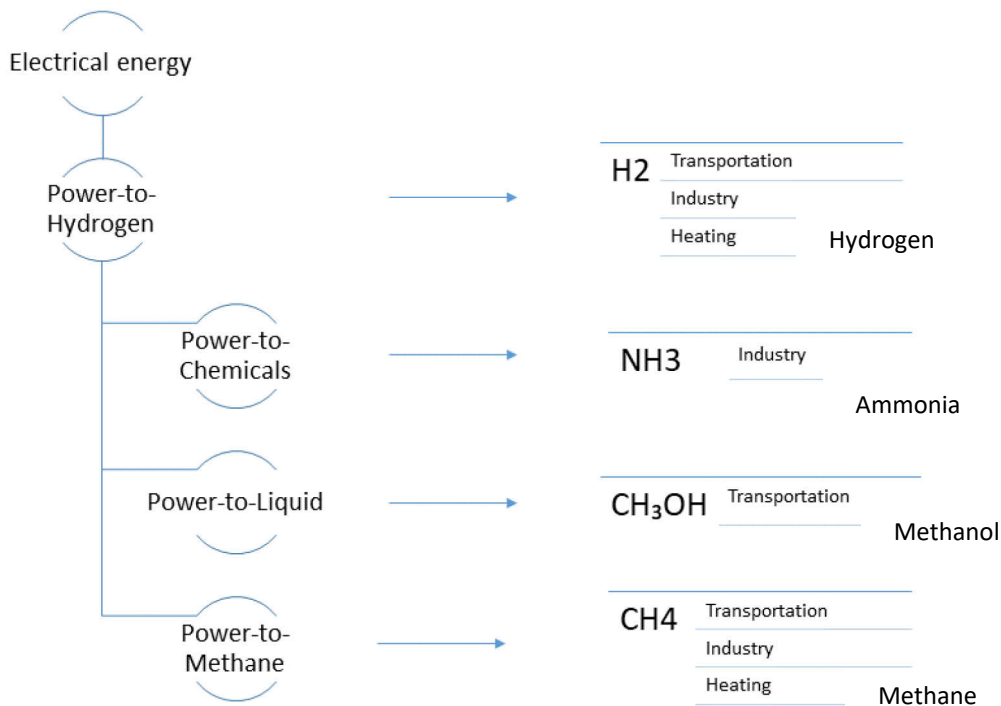 Electrical energy
Power-to-
Hydrogen
H2
Transportation
Industry
Heating
Hydrogen
Power-to-
Chemicals
NH3
Industry
Ammonia
Power-to-Liquid
CH₃OH
Transportation
Methanol
Power-to-
Methane
CH4
Transportation
Industry
Heating
Methane